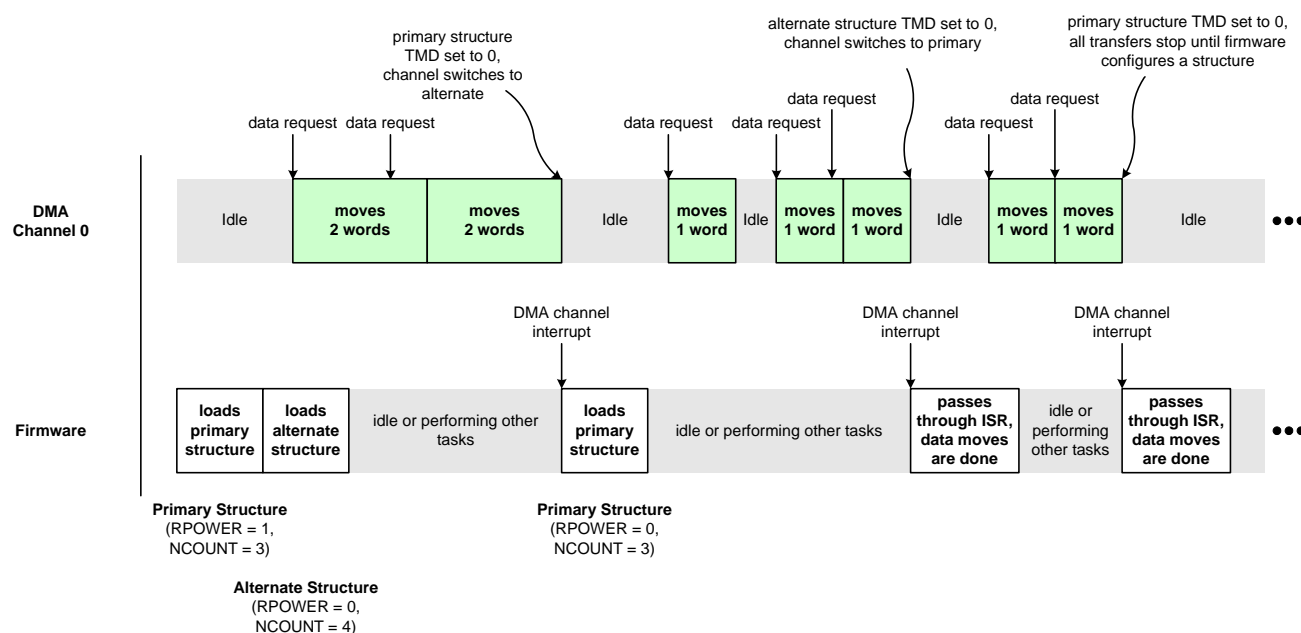 alternate structure TMD set to 0,
channel switches to primary
primary structure TMD set to 0,
all transfers stop until firmware
configures a structure
primary structure
TMD set to 0,
channel switches to
alternate
data request
data request
data request
data request
data request
data request
data request
DMA
Channel 0
Idle
moves
2 words
moves
2 words
Idle
moves
1 word
Idle
moves
1 word
moves
1 word
Idle
moves
1 word
moves
1 word
Idle
DMA channel
interrupt
DMA channel
interrupt
DMA channel
interrupt
Firmware
loads
primary
structure
loads
alternate
structure
idle or performing other
tasks
loads
primary
structure
idle or performing other tasks
passes
through ISR,
data moves
are done
idle or
performing
other tasks
passes
through ISR,
data moves
are done
Primary Structure
(RPOWER = 1,
NCOUNT = 3)
Primary Structure
(RPOWER = 0,
NCOUNT = 3)
Alternate Structure
(RPOWER = 0,
NCOUNT = 4)